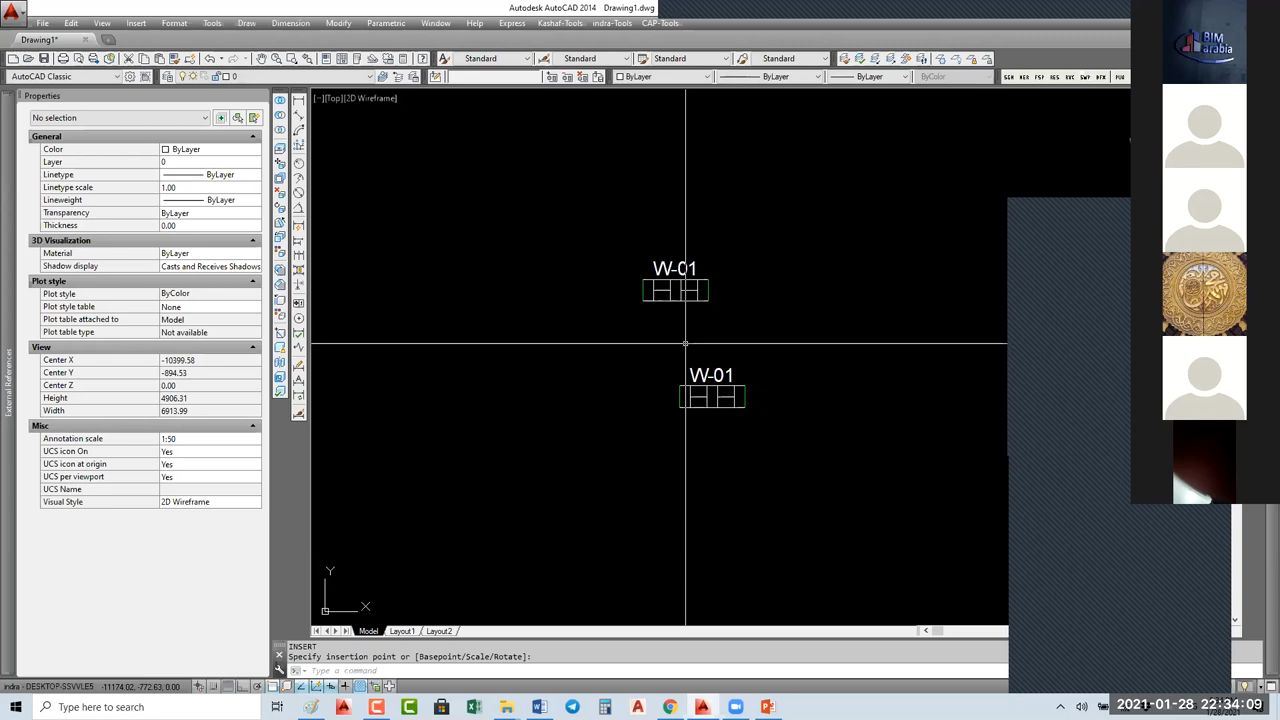 Autodesk AutoCAD 2014 Drawing1.dwg
File Edit View Insert Format Tools Draw Dimension Modify Parametric Window Help Express Kashaf-Tools indra-Tools CAP-Tools
Drawing1*
Standard Standard Standard Standard
AutoCAD Classic 0 ByLayer ByLayer ByLayer ByColor
Properties
[−][Top][2D Wireframe]
No selection
General
Color ByLayer
Layer 0
Linetype ByLayer
Linetype scale 1.00
Lineweight ByLayer
Transparency ByLayer
Thickness 0.00
3D Visualization
Material ByLayer
Shadow display Casts and Receives Shadows
Plot style
Plot style ByColor
Plot style table None
Plot table attached to Model
Plot table type Not available
View
Center X -10399.58
Center Y -894.53
Center Z 0.00
Height 4906.31
Width 6913.99
Misc
Annotation scale 1:50
UCS icon On Yes
UCS icon at origin Yes
UCS per viewport Yes
UCS Name
Visual Style 2D Wireframe
External References
W-01
W-01
Y
X
Model Layout1 Layout2
INSERT
Specify insertion point or [Basepoint/Scale/Rotate]:
Type a command
indra - DESKTOP-SSVVLE5 -11174.02, -772.63, 0.00
Type here to search
BIM
arabia
2021-01-28 22:34:09